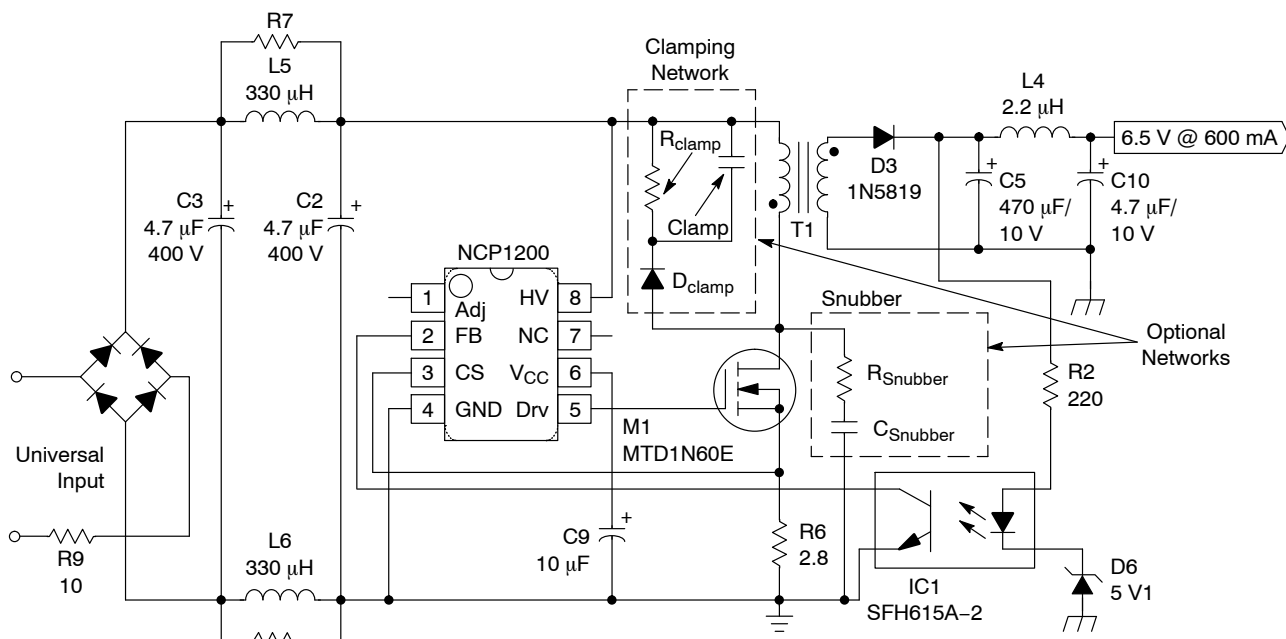 R7
L5
330 μH
Clamping
Network
L4
2.2 μH
6.5 V @ 600 mA
Rclamp
Clamp
D3
1N5819
T1
C3
4.7 μF
400 V
+
C2
4.7 μF
400 V
+
C5
470 μF/
10 V
+
C10
4.7 μF/
10 V
+
NCP1200
1
Adj
HV
8
2
FB
NC
7
3
CS
VCC
6
4
GND
Drv
5
Dclamp
Snubber
RSnubber
CSnubber
Optional
Networks
R2
220
M1
MTD1N60E
Universal
Input
R9
10
L6
330 μH
C9
10 μF
+
R6
2.8
IC1
SFH615A–2
D6
5 V1